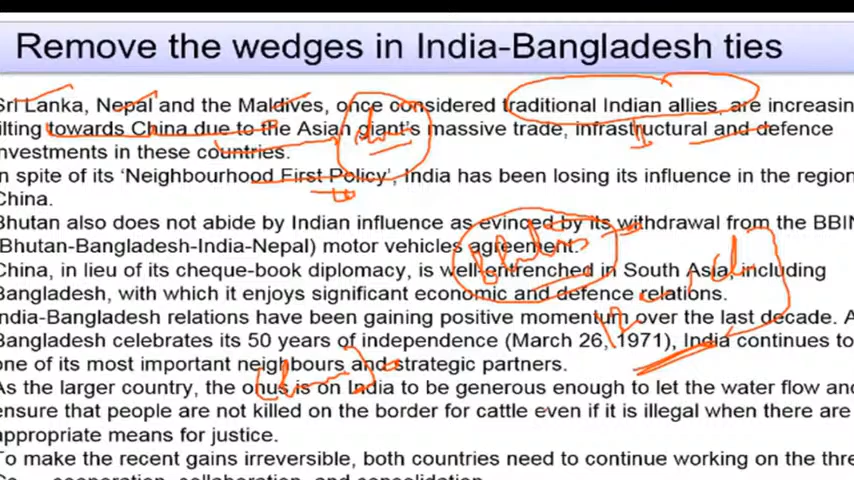 Remove the wedges in India-Bangladesh ties
Sri Lanka, Nepal and the Maldives, once considered traditional Indian allies, are increasin
tilting towards China due to the Asian giant's massive trade, infrastructural and defence
investments in these countries.
In spite of its 'Neighbourhood First Policy', India has been losing its influence in the region
China.
Bhutan also does not abide by Indian influence as evinced by its withdrawal from the BBIN
(Bhutan-Bangladesh-India-Nepal) motor vehicles agreement.
China, in lieu of its cheque-book diplomacy, is well-entrenched in South Asia, including
Bangladesh, with which it enjoys significant economic and defence relations.
India-Bangladesh relations have been gaining positive momentum over the last decade. A
Bangladesh celebrates its 50 years of independence (March 26, 1971), India continues to
one of its most important neighbours and strategic partners.
As the larger country, the onus is on India to be generous enough to let the water flow and
ensure that people are not killed on the border for cattle even if it is illegal when there are
appropriate means for justice.
To make the recent gains irreversible, both countries need to continue working on the thre
cooperation, collaboration, and consolidation
Bhutan
12